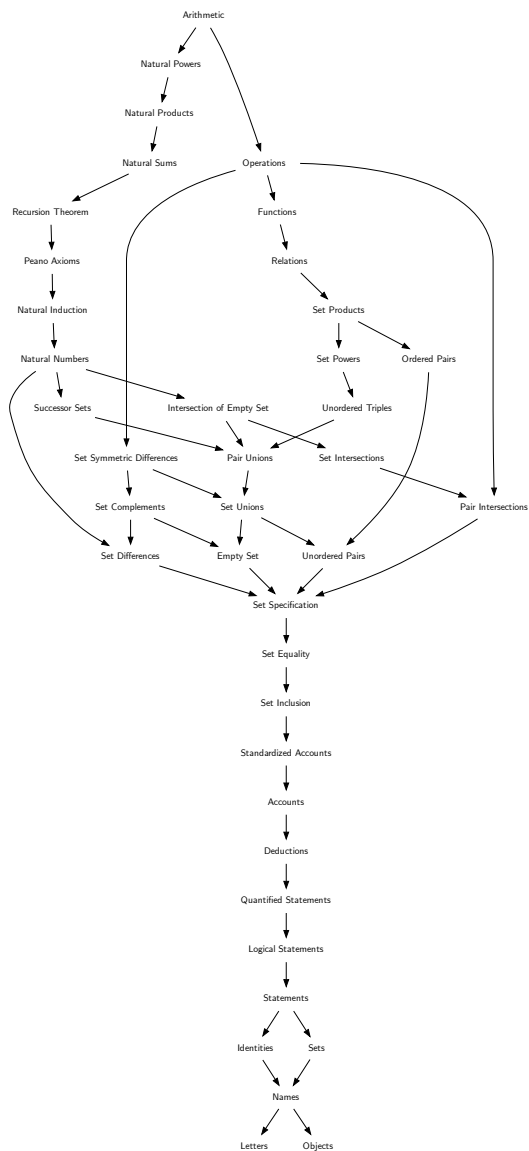 Arithmetic
Natural Powers
Natural Products
Natural Sums
Operations
Recursion Theorem
Functions
Peano Axioms
Relations
Natural Induction
Set Products
Natural Numbers
Set Powers
Ordered Pairs
Successor Sets
Intersection of Empty Set
Unordered Triples
Set Symmetric Differences
Pair Unions
Set Intersections
Set Complements
Set Unions
Pair Intersections
Set Differences
Empty Set
Unordered Pairs
Set Specification
Set Equality
Set Inclusion
Standardized Accounts
Accounts
Deductions
Quantified Statements
Logical Statements
Statements
Identities
Sets
Names
Letters
Objects